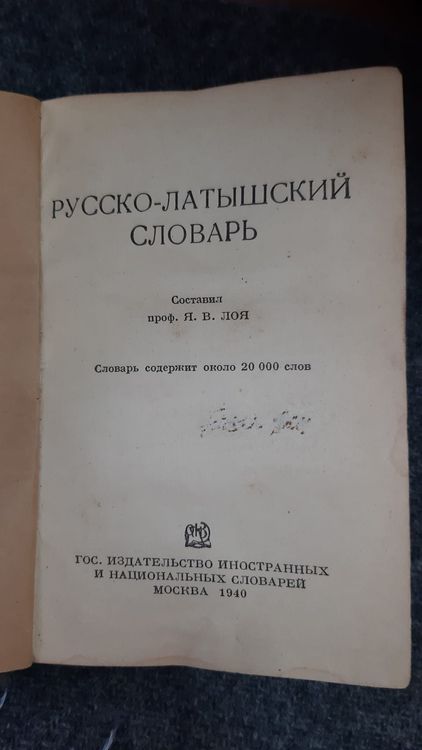 РУССКО-ЛАТЫШСКИЙ
СЛОВАРЬ
Составил
проф. Я. В. ЛОЯ
Словарь содержит около 20 000 слов
ГОС. ИЗДАТЕЛЬСТВО ИНОСТРАННЫХ
И НАЦИОНАЛЬНЫХ СЛОВАРЕЙ
МОСКВА 1940